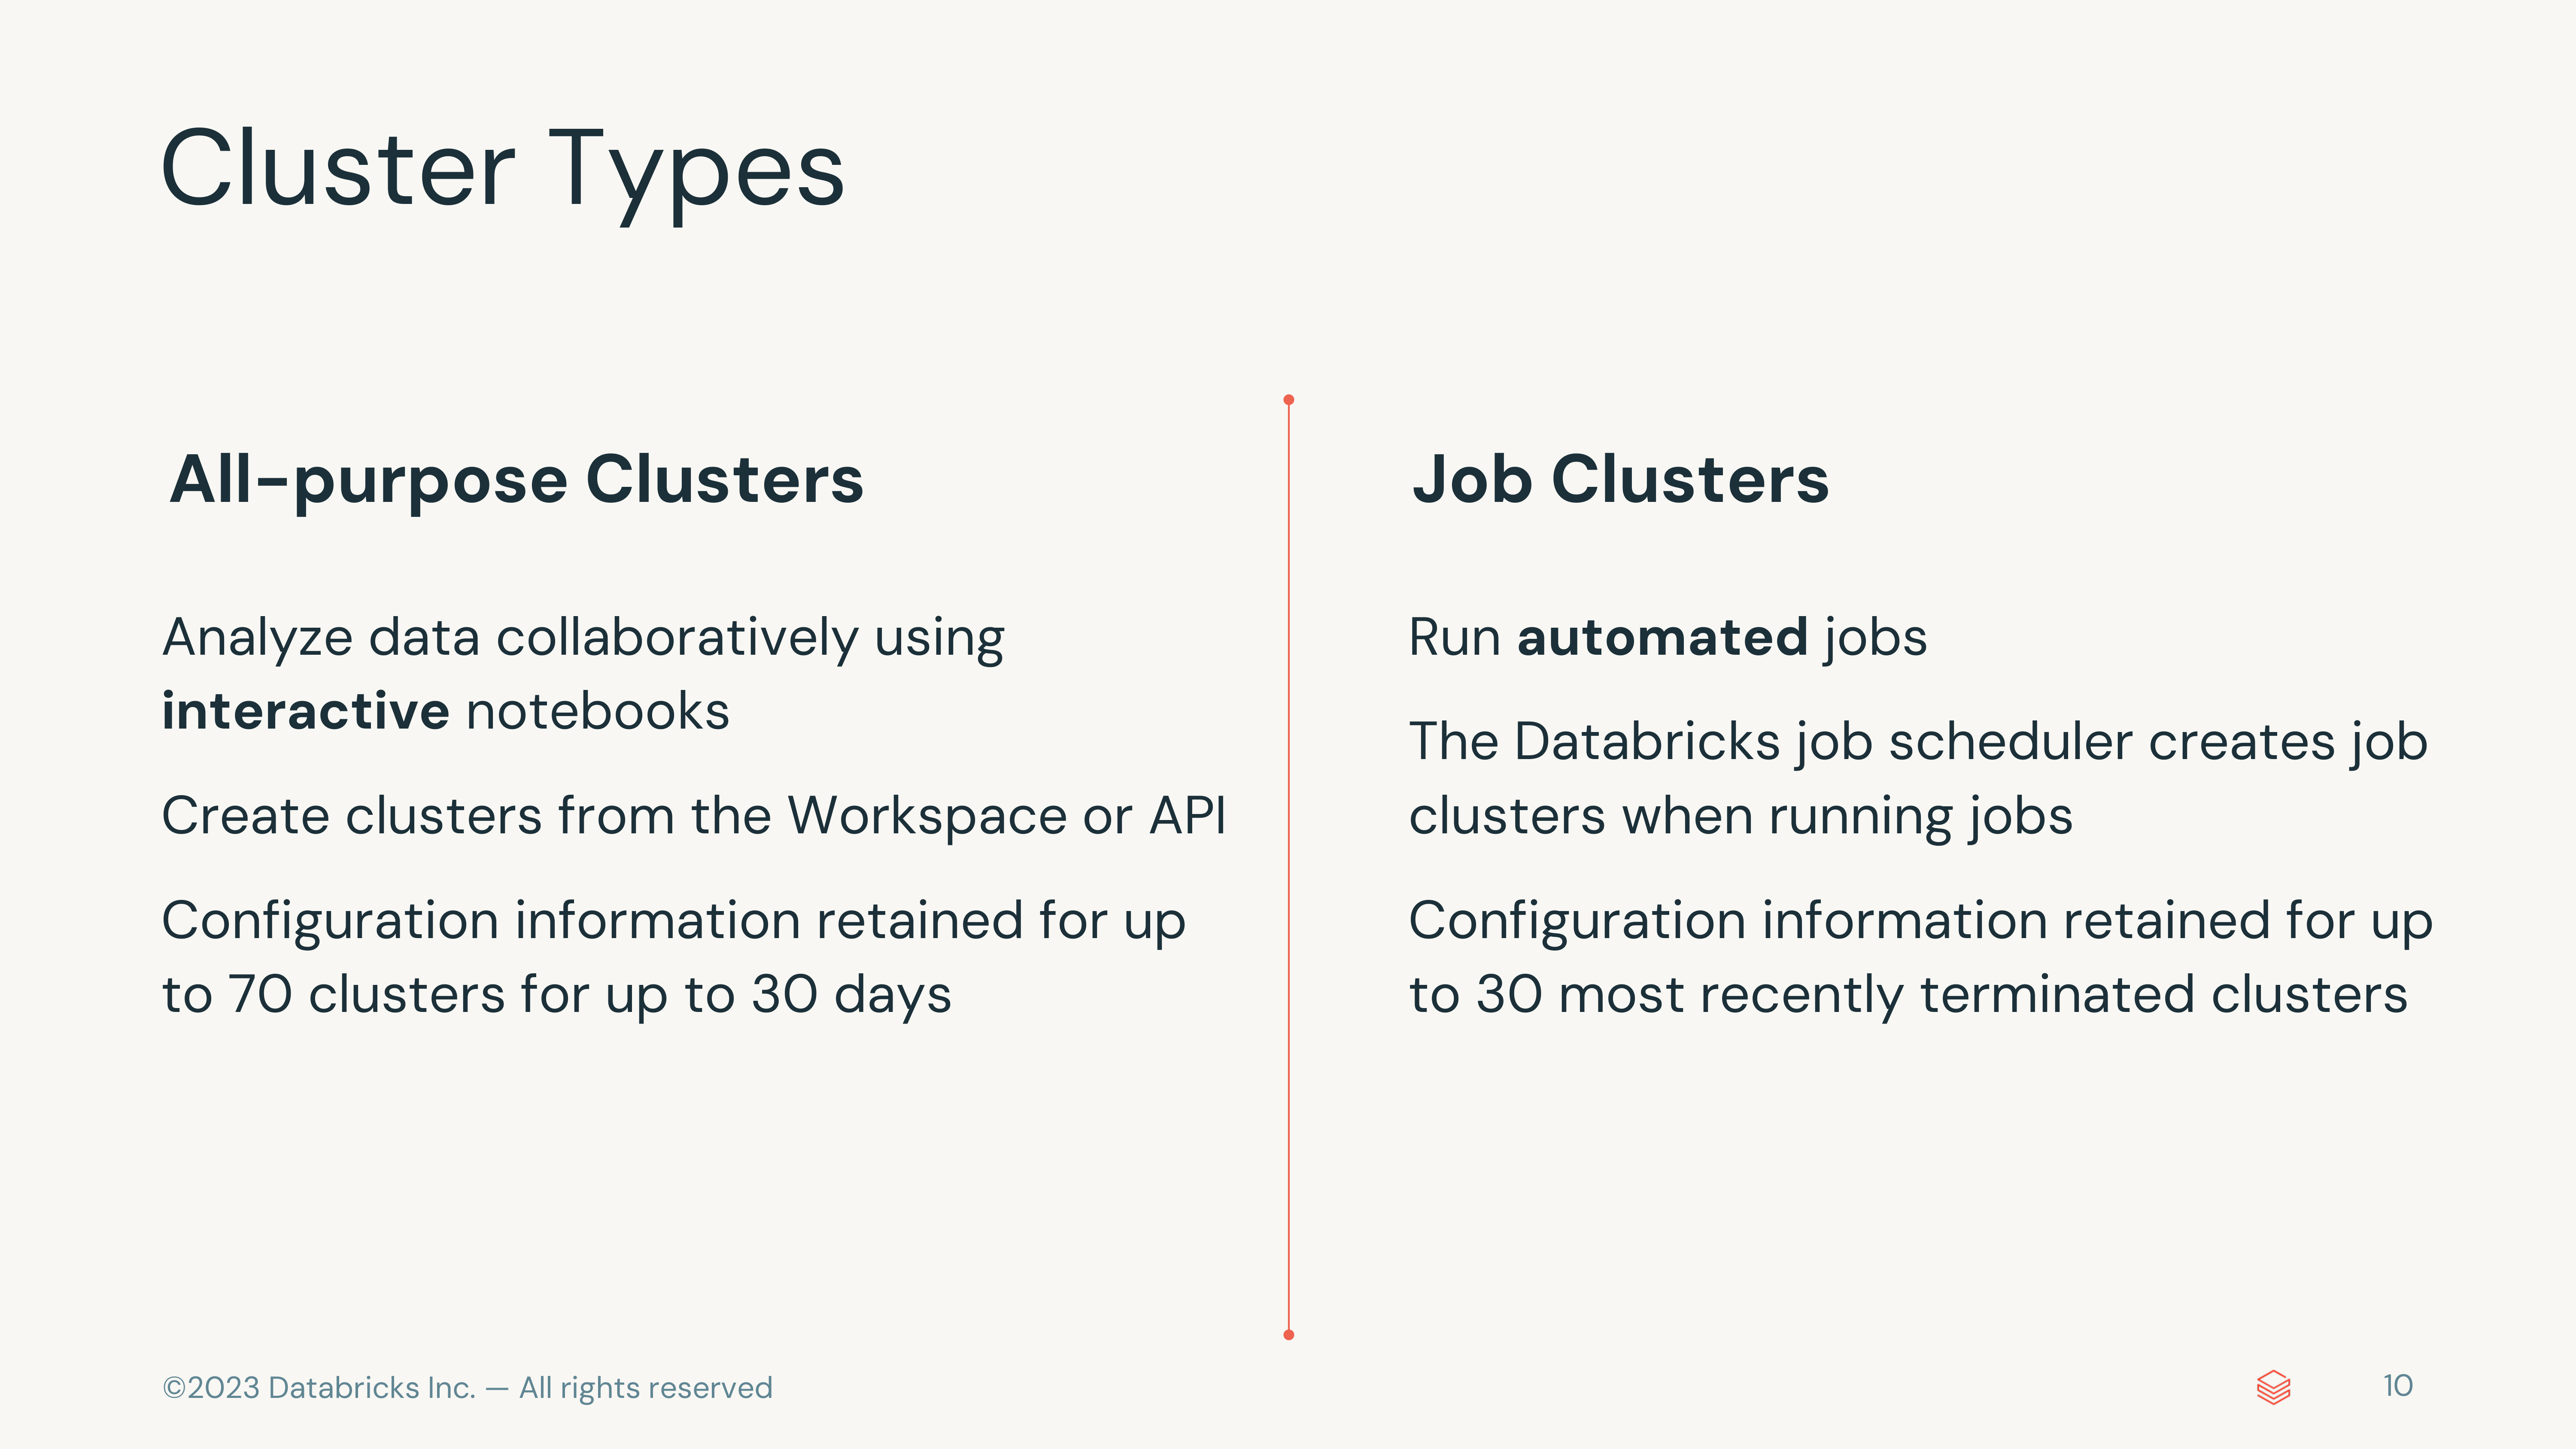 Cluster Types
All-purpose Clusters
Analyze data collaboratively using
interactive notebooks
Create clusters from the Workspace or API
Configuration information retained for up
to 70 clusters for up to 30 days
Job Clusters
Run automated jobs
The Databricks job scheduler creates job
clusters when running jobs
Configuration information retained for up
to 30 most recently terminated clusters
©2023 Databricks Inc. — All rights reserved
10